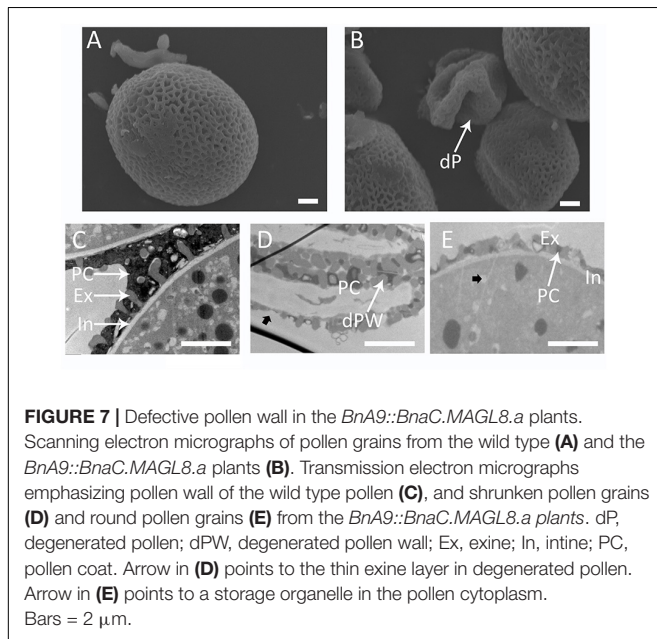 A
B
dP
C
PC
Ex
In
D
PC
dPW
E
Ex
In
PC
FIGURE 7 | Defective pollen wall in the BnA9::BnaC.MAGL8.a plants.
Scanning electron micrographs of pollen grains from the wild type (A) and the
BnA9::BnaC.MAGL8.a plants (B). Transmission electron micrographs
emphasizing pollen wall of the wild type pollen (C), and shrunken pollen grains
(D) and round pollen grains (E) from the BnA9::BnaC.MAGL8.a plants. dP,
degenerated pollen; dPW, degenerated pollen wall; Ex, exine; In, intine; PC,
pollen coat. Arrow in (D) points to the thin exine layer in degenerated pollen.
Arrow in (E) points to a storage organelle in the pollen cytoplasm.
Bars = 2 μm.